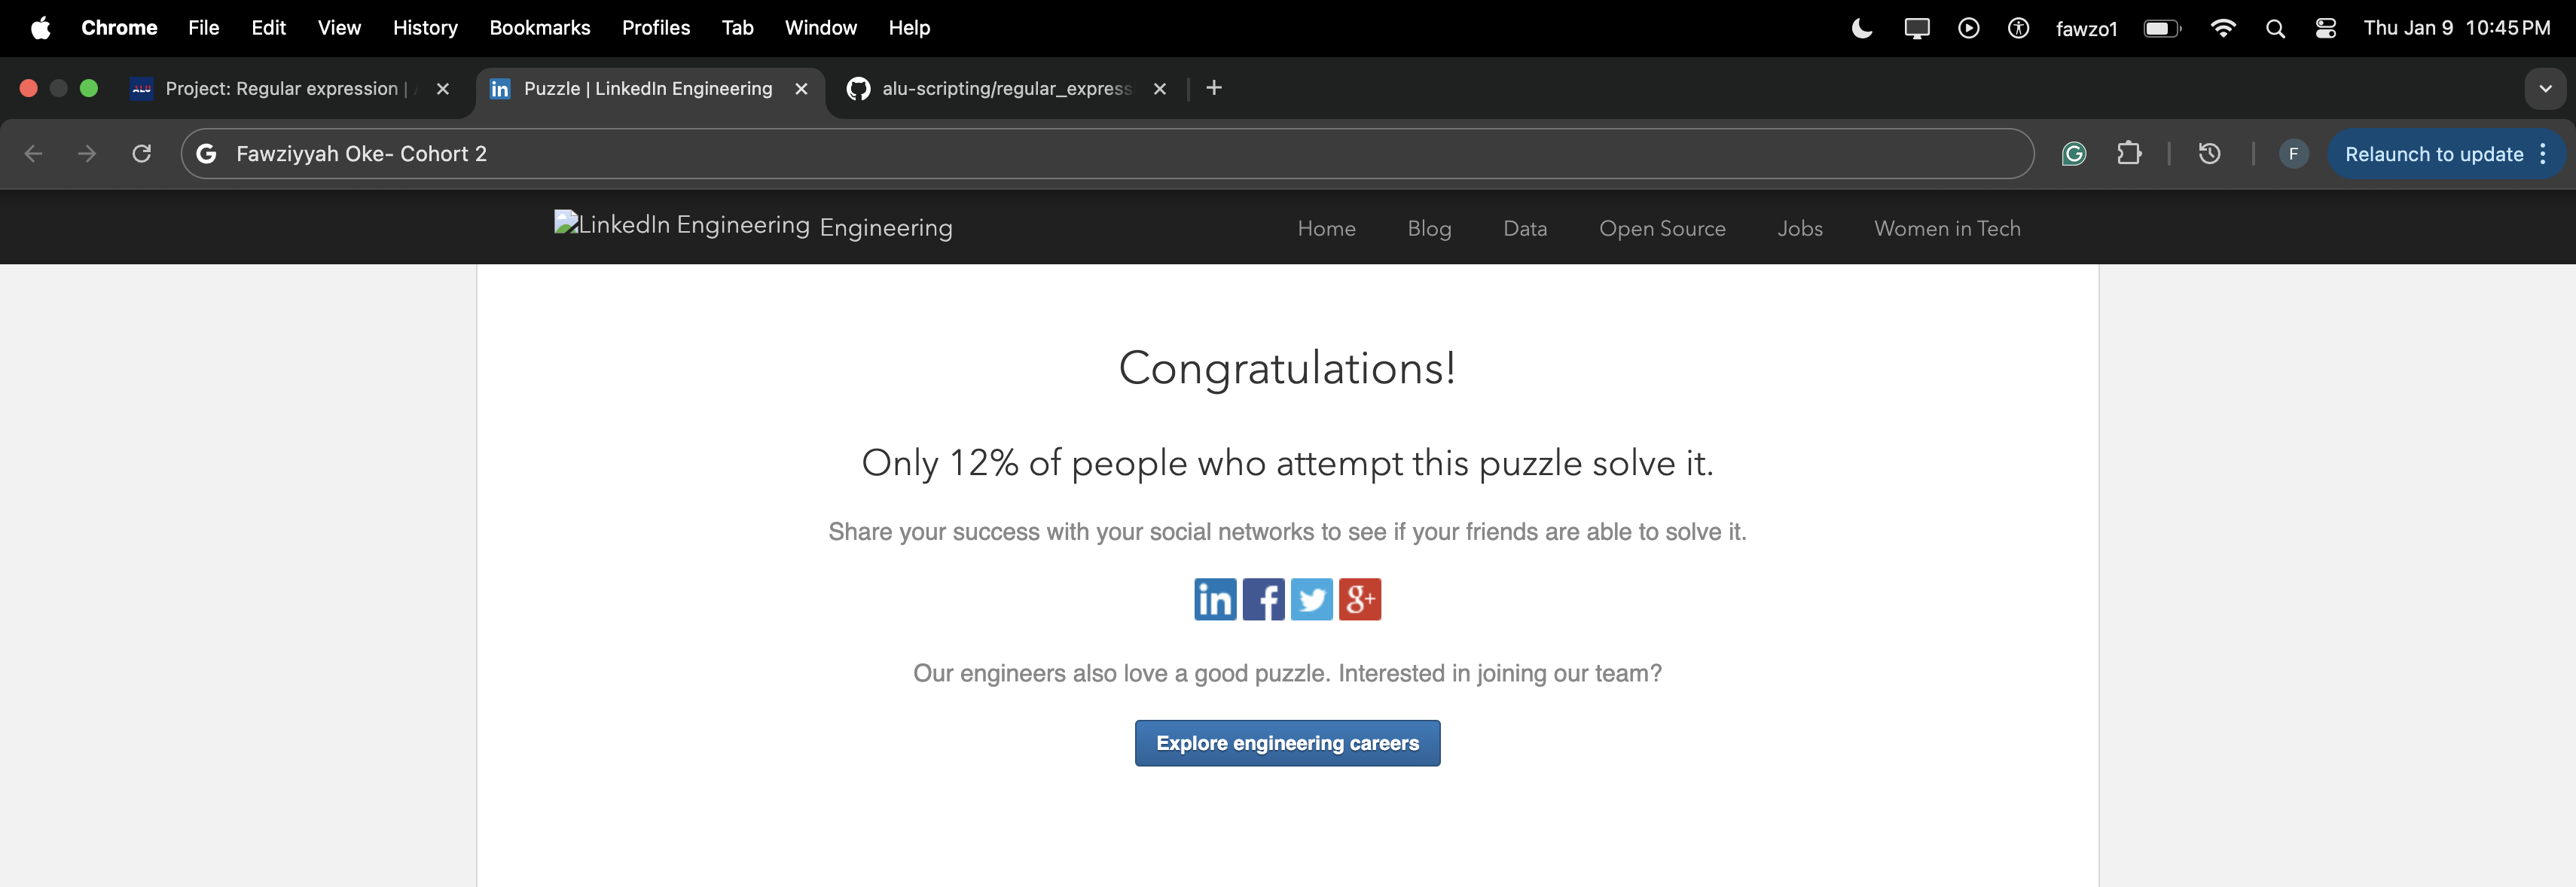 Chrome File Edit View History Bookmarks Profiles Tab Window Help fawzo1 Thu Jan 9 10:45 PM
ALU Project: Regular expression | Puzzle | LinkedIn Engineering alu-scripting/regular_express
Fawziyyah Oke- Cohort 2 F Relaunch to update
LinkedIn Engineering Engineering Home Blog Data Open Source Jobs Women in Tech
Congratulations!
Only 12% of people who attempt this puzzle solve it.
Share your success with your social networks to see if your friends are able to solve it.
in f g+
Our engineers also love a good puzzle. Interested in joining our team?
Explore engineering careers